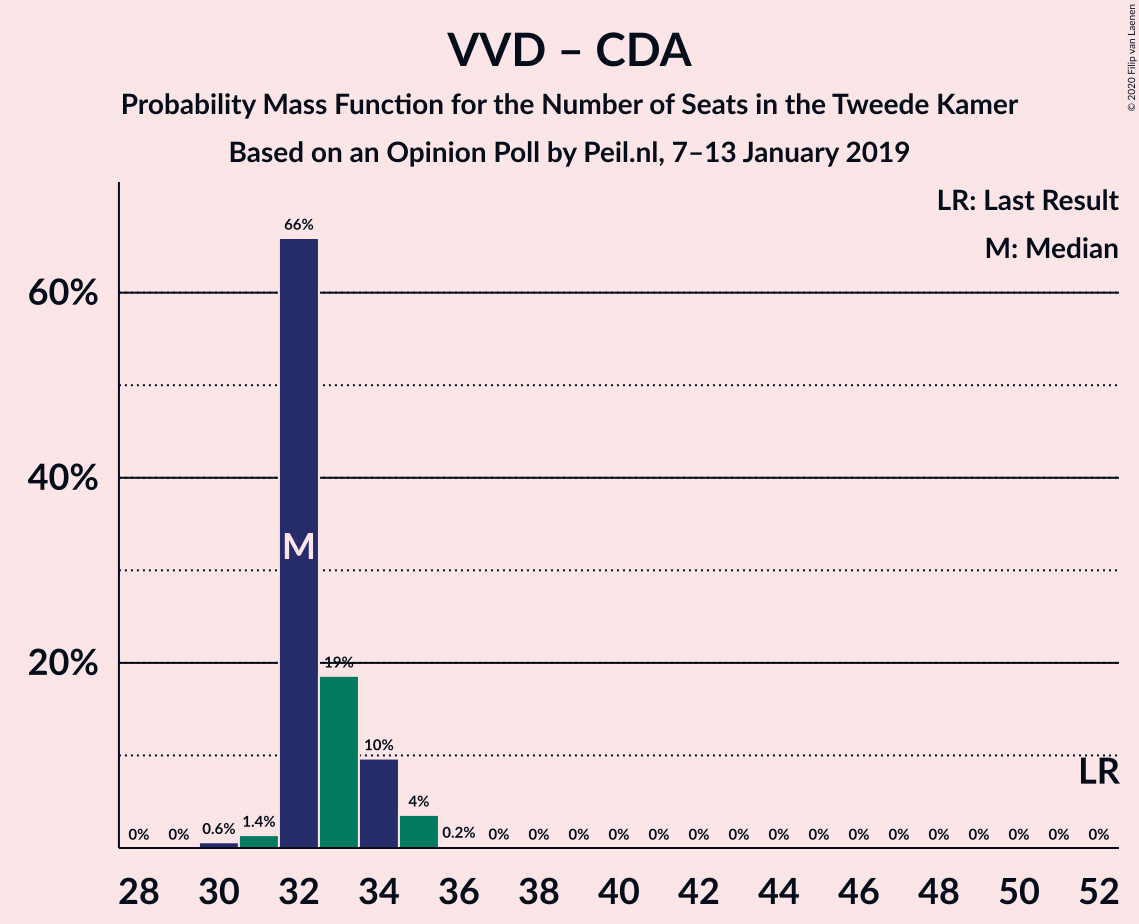 VVD – CDA
Probability Mass Function for the Number of Seats in the Tweede Kamer
Based on an Opinion Poll by Peil.nl, 7–13 January 2019
© 2020 Filip van Laenen
LR: Last Result
M: Median
60%
40%
20%
0% 0% 0.6% 1.4% 66% 19% 10% 4% 0.2% 0% 0% 0% 0% 0% 0% 0% 0% 0% 0% 0% 0% 0% 0% 0% 0%
M
LR
28 30 32 34 36 38 40 42 44 46 48 50 52